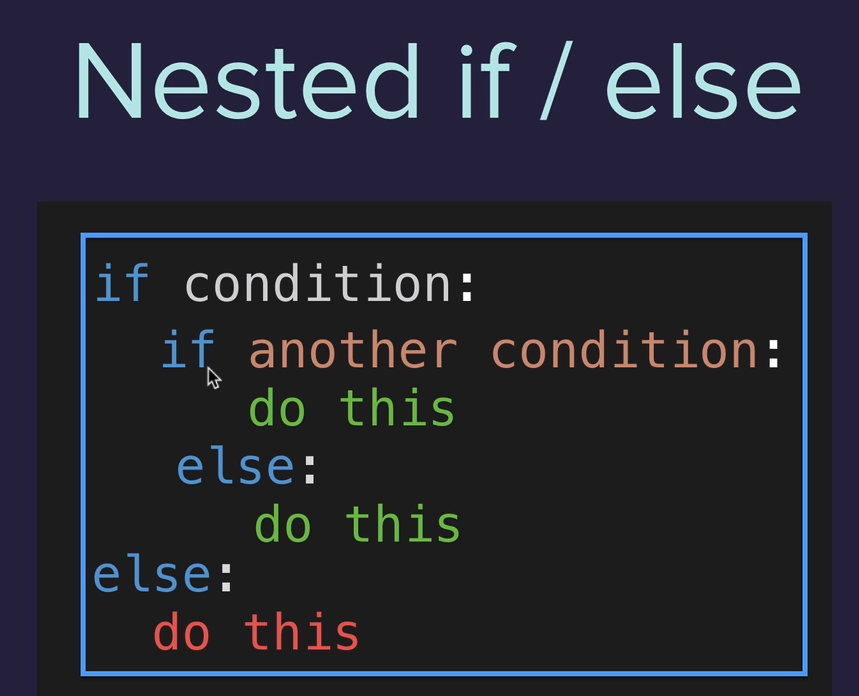 Nested if / else
if condition:
if another condition:
do this
else:
do this
else:
do this